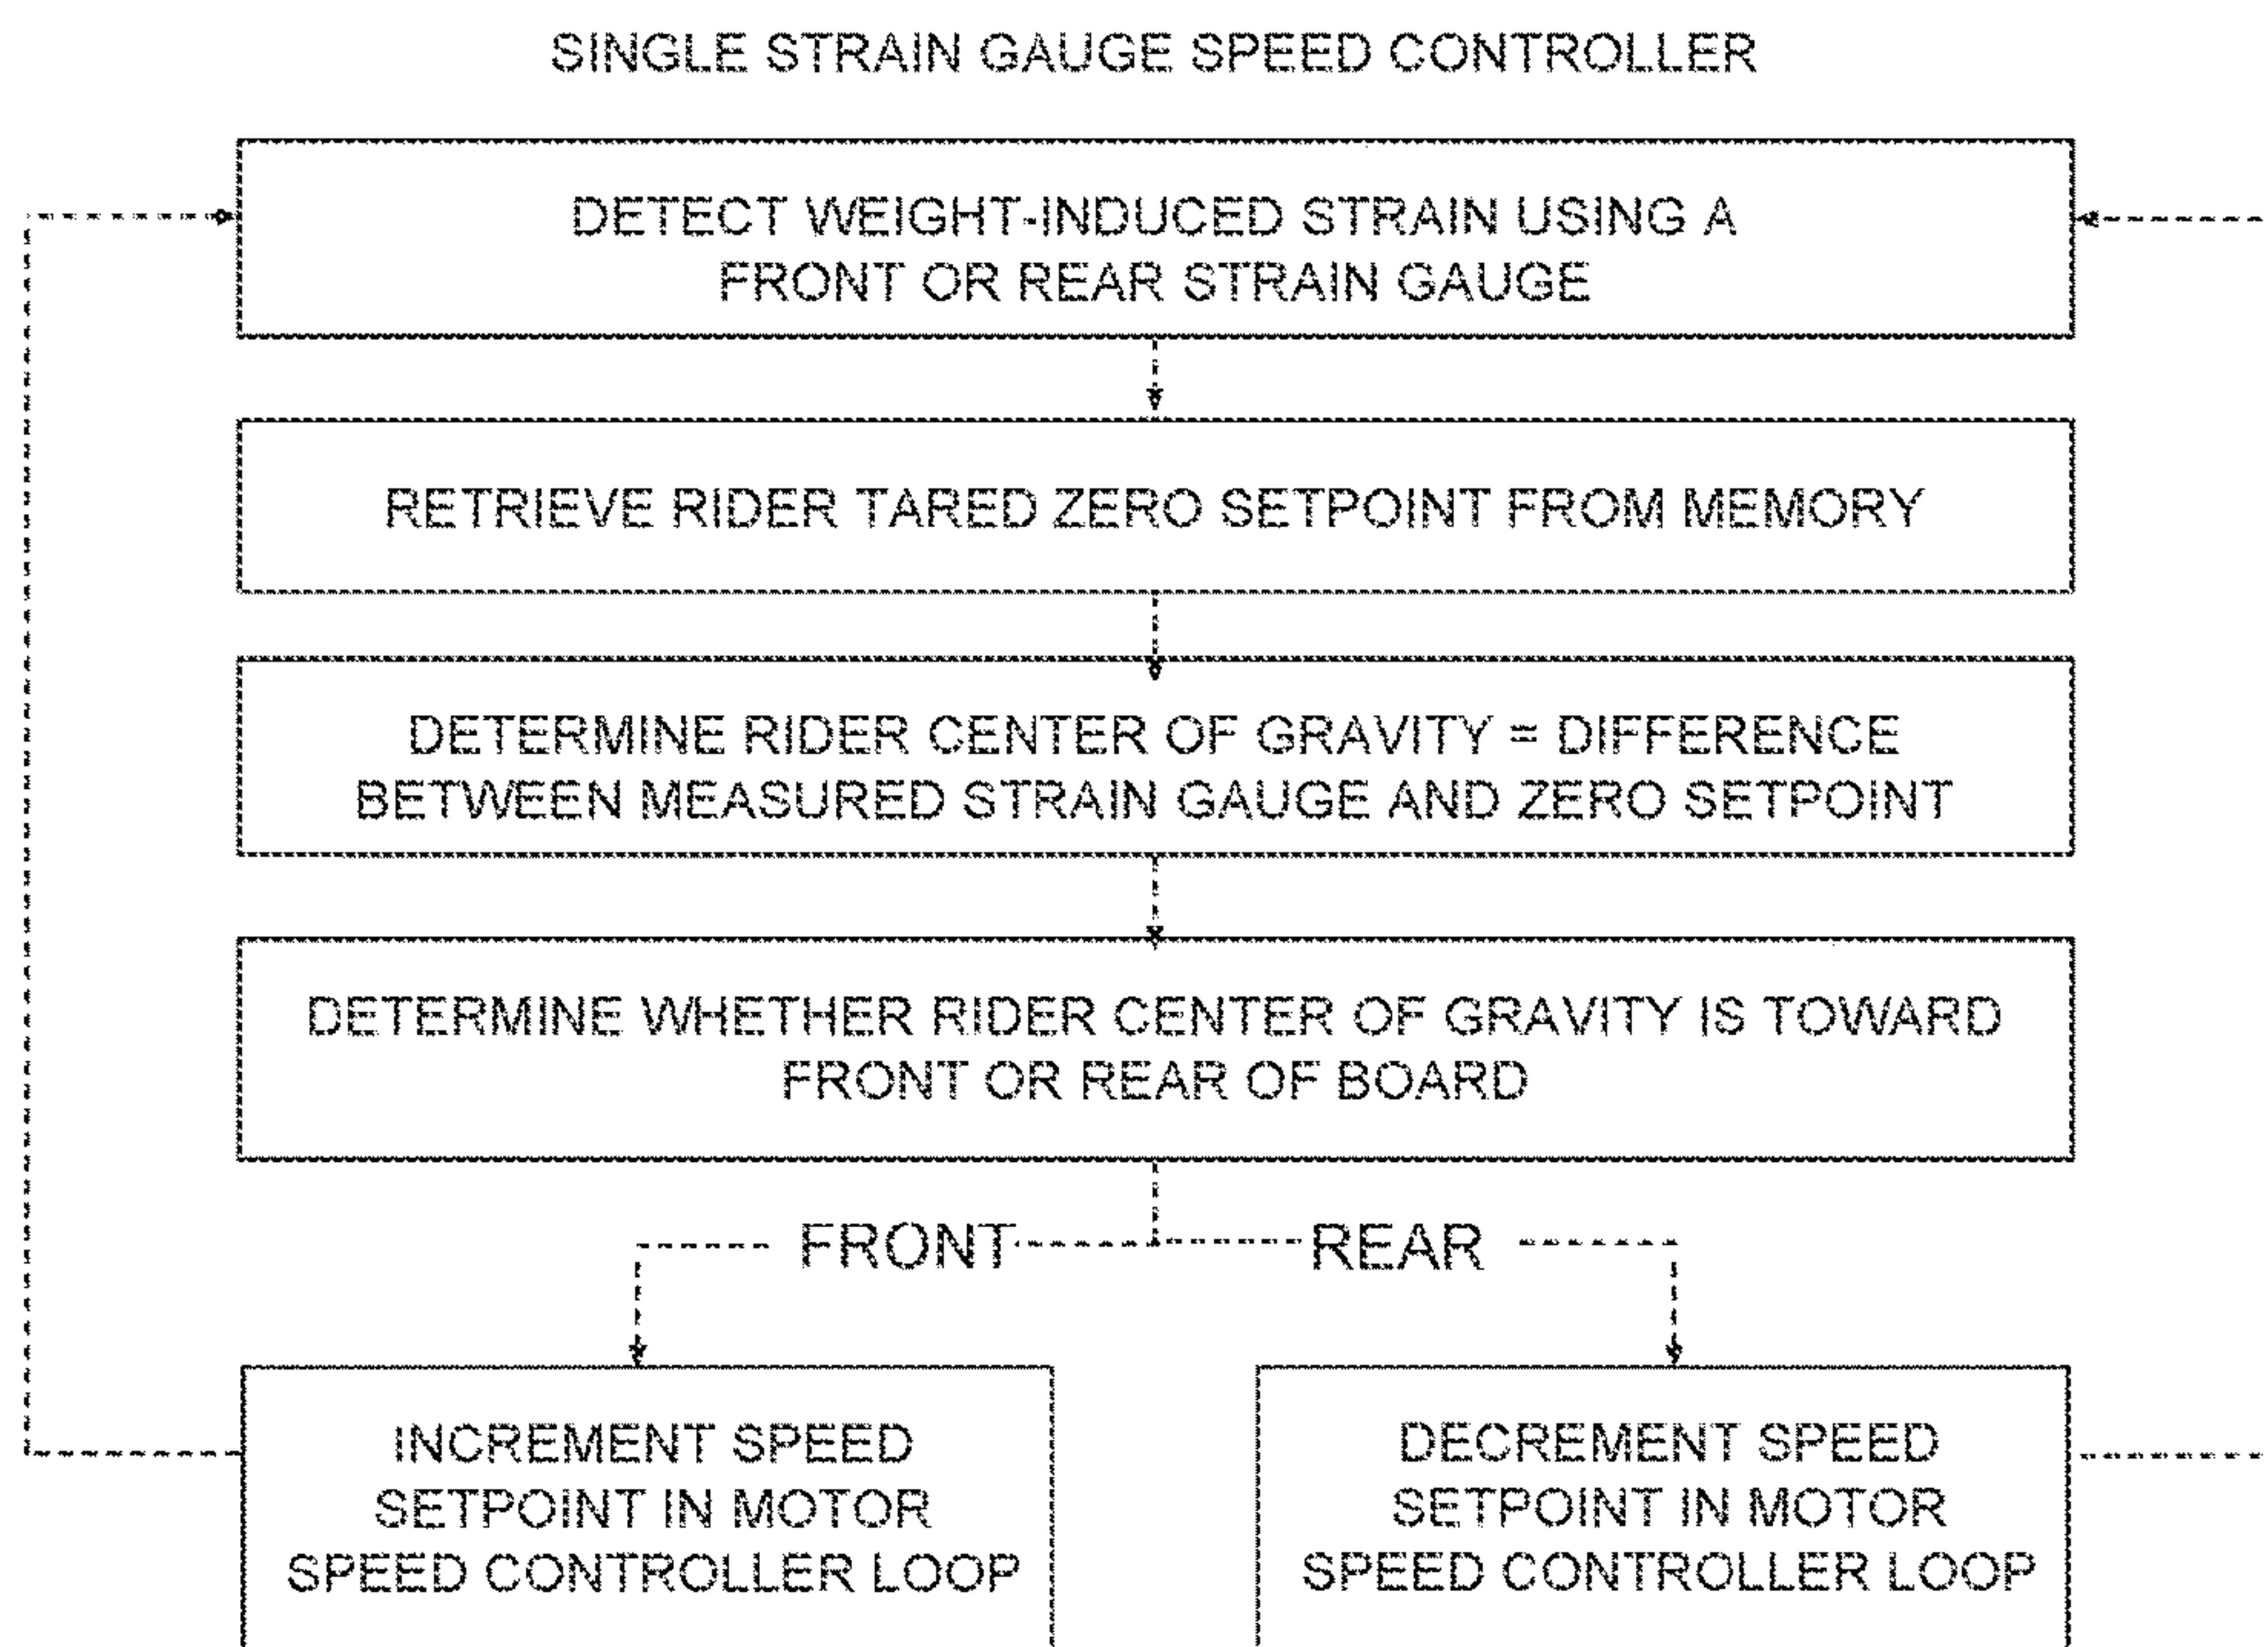 SINGLE STRAIN GAUGE SPEED CONTROLLER
DETECT WEIGHT-INDUCED STRAIN USING A
FRONT OR REAR STRAIN GAUGE
RETRIEVE RIDER TARED ZERO SETPOINT FROM MEMORY
DETERMINE RIDER CENTER OF GRAVITY = DIFFERENCE
BETWEEN MEASURED STRAIN GAUGE AND ZERO SETPOINT
DETERMINE WHETHER RIDER CENTER OF GRAVITY IS TOWARD
FRONT OR REAR OF BOARD
FRONT
REAR
INCREMENT SPEED
SETPOINT IN MOTOR
SPEED CONTROLLER LOOP
DECREMENT SPEED
SETPOINT IN MOTOR
SPEED CONTROLLER LOOP